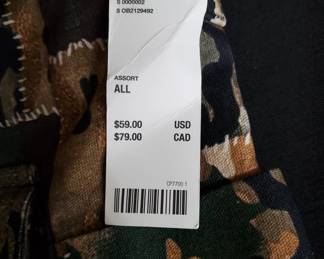 S 0000002
S OB2129492
ASSORT
ALL
$59.00 USD
$79.00 CAD